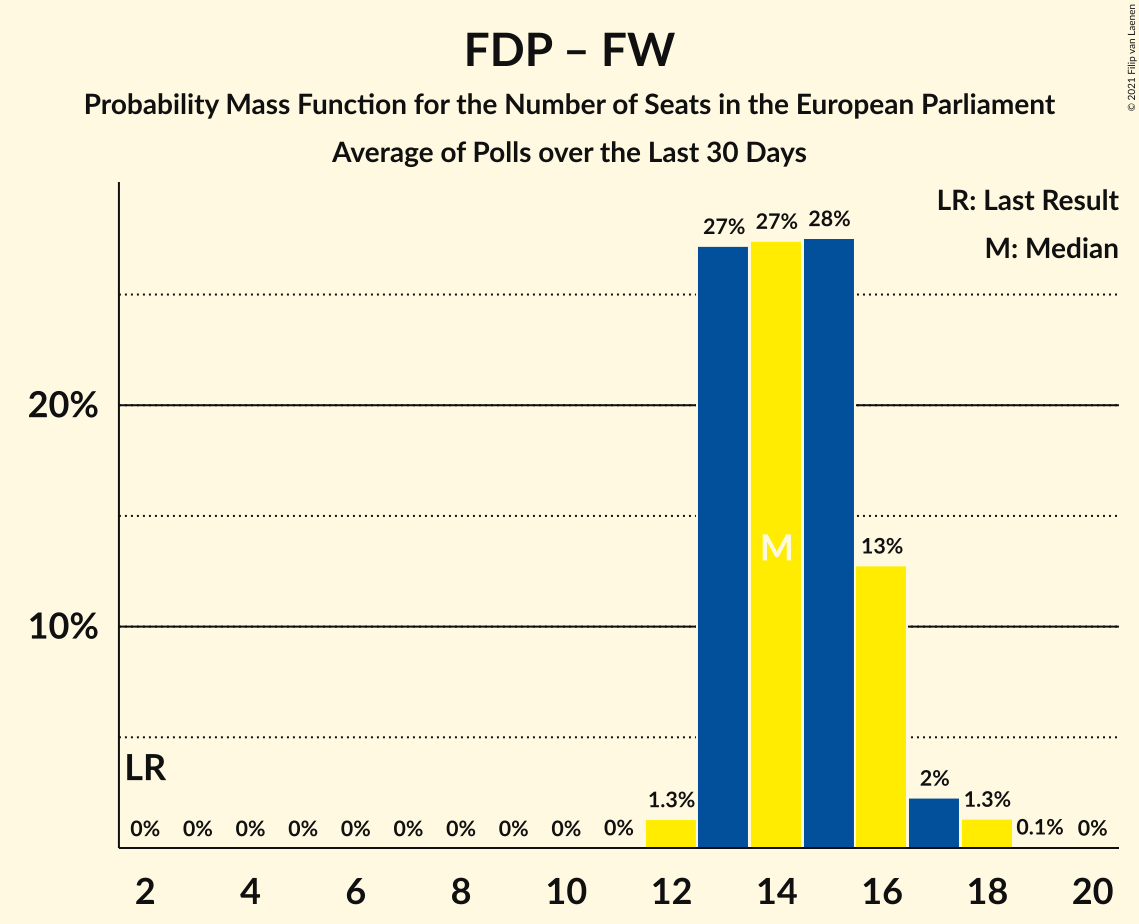 FDP – FW
Probability Mass Function for the Number of Seats in the European Parliament
Average of Polls over the Last 30 Days
© 2021 Filip van Laenen
LR: Last Result
M: Median
27% 27% 28%
20%
M
13%
10%
LR
0% 0% 0% 0% 0% 0% 0% 0% 0% 0% 1.3% 2% 1.3% 0.1% 0%
2 4 6 8 10 12 14 16 18 20